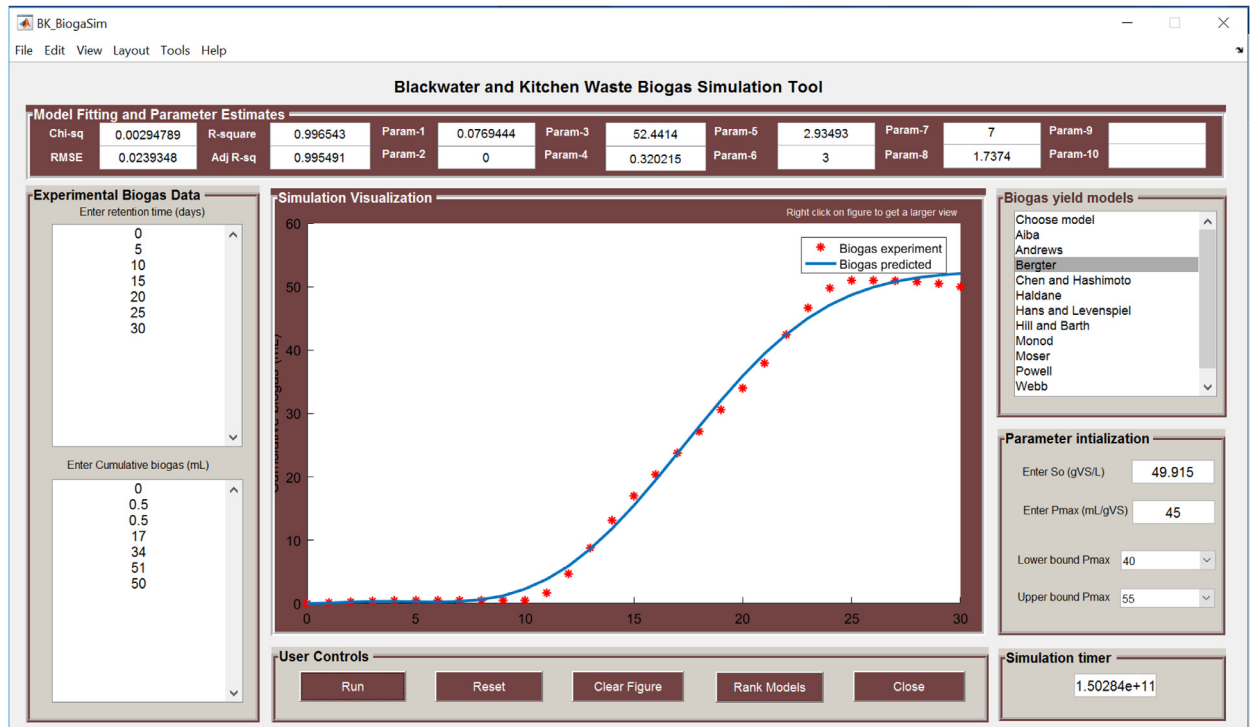 BK_BiogaSim
File Edit View Layout Tools Help
Blackwater and Kitchen Waste Biogas Simulation Tool
Model Fitting and Parameter Estimates
Chi-sq 0.00294789 R-square 0.996543 Param-1 0.0769444 Param-3 52.4414 Param-5 2.93493 Param-7 7 Param-9
RMSE 0.0239348 Adj R-sq 0.995491 Param-2 0 Param-4 0.320215 Param-6 3 Param-8 1.7374 Param-10
Experimental Biogas Data
Enter retention time (days)
0
5
10
15
20
25
30
Enter Cumulative biogas (mL)
0
0.5
0.5
17
34
51
50
Simulation Visualization
Right click on figure to get a larger view
Biogas experiment
Biogas predicted
Cumulative biogas (mL)
60
50
40
30
20
10
0
0 5 10 15 20 25 30
User Controls
Run Reset Clear Figure Rank Models Close
Biogas yield models
Choose model
Aiba
Andrews
Bergter
Chen and Hashimoto
Haldane
Hans and Levenspiel
Hill and Barth
Monod
Moser
Powell
Webb
Parameter intialization
Enter So (gVS/L) 49.915
Enter Pmax (mL/gVS) 45
Lower bound Pmax 40
Upper bound Pmax 55
Simulation timer
1.50284e+11